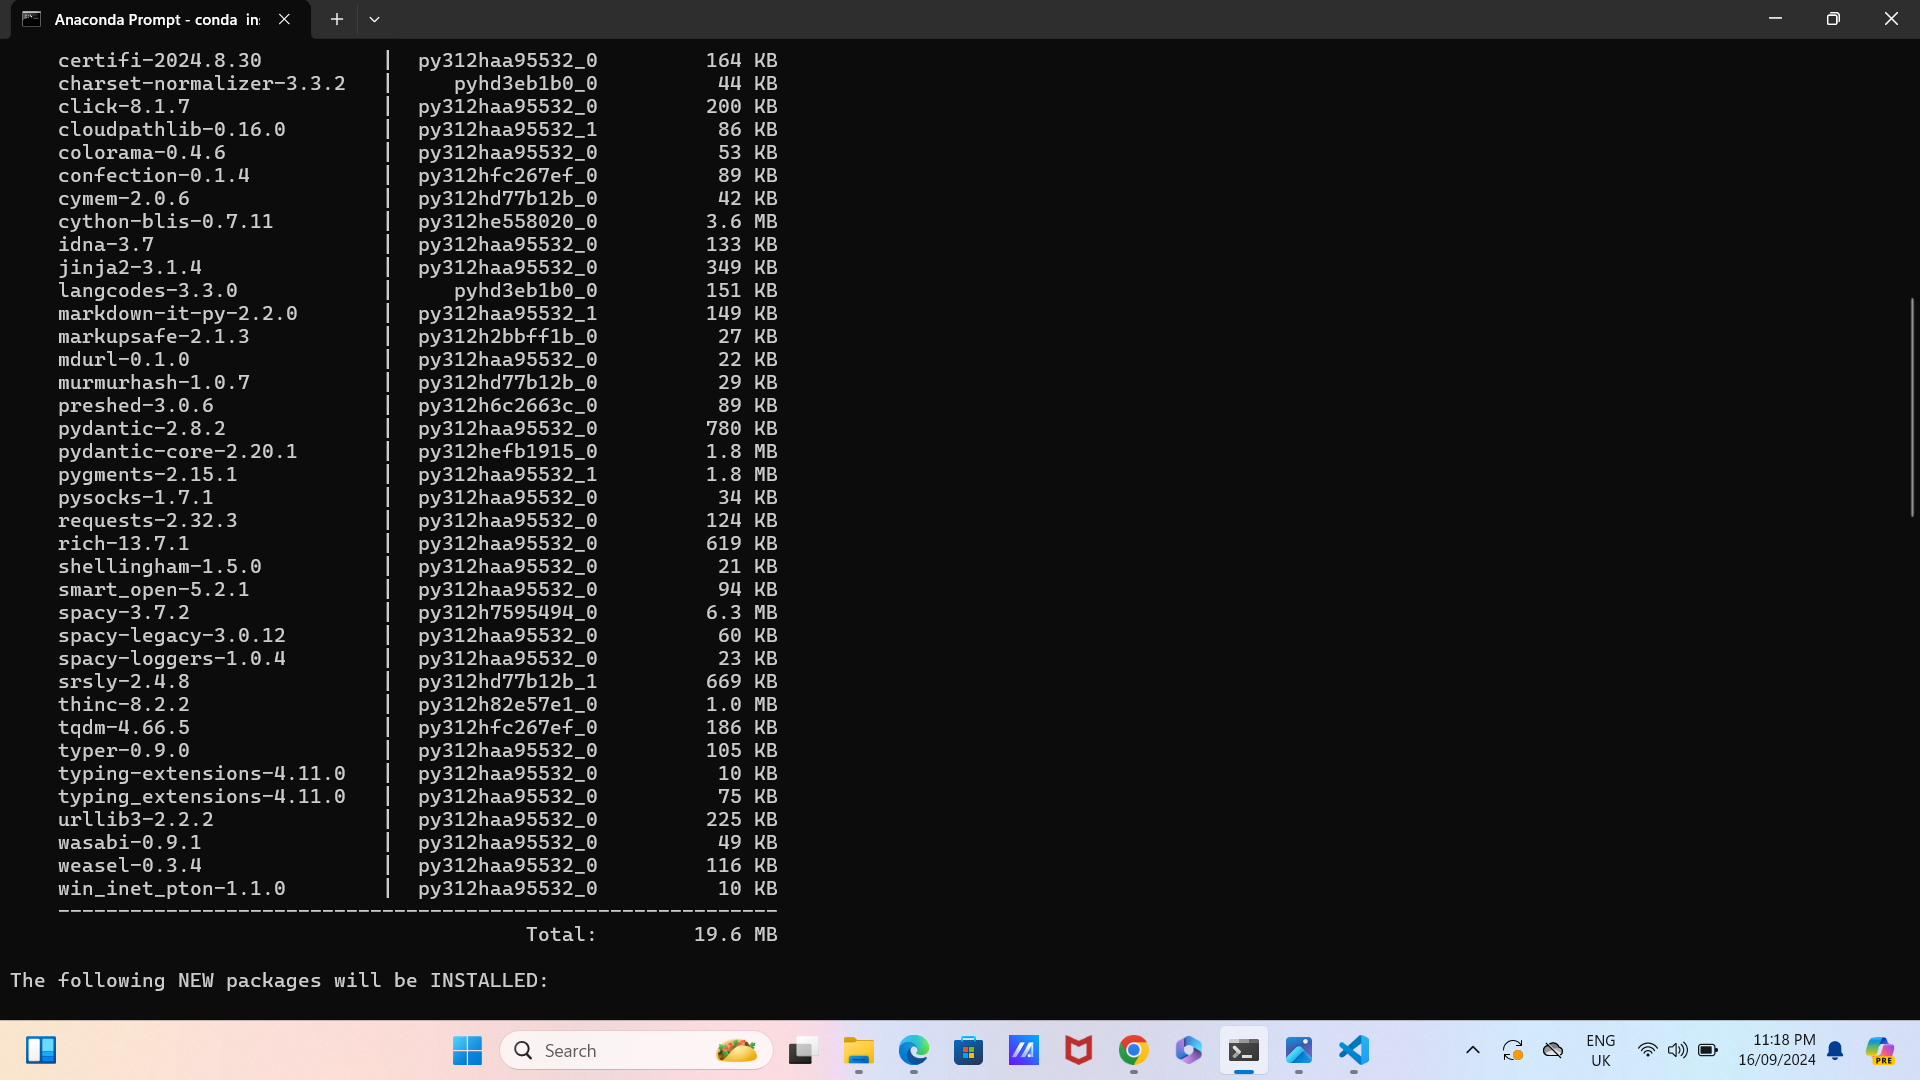 Anaconda Prompt - conda in
certifi-2024.8.30 | py312haa95532_0 164 KB
charset-normalizer-3.3.2 | pyhd3eb1b0_0 44 KB
click-8.1.7 | py312haa95532_0 200 KB
cloudpathlib-0.16.0 | py312haa95532_1 86 KB
colorama-0.4.6 | py312haa95532_0 53 KB
confection-0.1.4 | py312hfc267ef_0 89 KB
cymem-2.0.6 | py312hd77b12b_0 42 KB
cython-blis-0.7.11 | py312he558020_0 3.6 MB
idna-3.7 | py312haa95532_0 133 KB
jinja2-3.1.4 | py312haa95532_0 349 KB
langcodes-3.3.0 | pyhd3eb1b0_0 151 KB
markdown-it-py-2.2.0 | py312haa95532_1 149 KB
markupsafe-2.1.3 | py312h2bbff1b_0 27 KB
mdurl-0.1.0 | py312haa95532_0 22 KB
murmurhash-1.0.7 | py312hd77b12b_0 29 KB
preshed-3.0.6 | py312h6c2663c_0 89 KB
pydantic-2.8.2 | py312haa95532_0 780 KB
pydantic-core-2.20.1 | py312hefb1915_0 1.8 MB
pygments-2.15.1 | py312haa95532_1 1.8 MB
pysocks-1.7.1 | py312haa95532_0 34 KB
requests-2.32.3 | py312haa95532_0 124 KB
rich-13.7.1 | py312haa95532_0 619 KB
shellingham-1.5.0 | py312haa95532_0 21 KB
smart_open-5.2.1 | py312haa95532_0 94 KB
spacy-3.7.2 | py312h7595494_0 6.3 MB
spacy-legacy-3.0.12 | py312haa95532_0 60 KB
spacy-loggers-1.0.4 | py312haa95532_0 23 KB
srsly-2.4.8 | py312hd77b12b_1 669 KB
thinc-8.2.2 | py312h82e57e1_0 1.0 MB
tqdm-4.66.5 | py312hfc267ef_0 186 KB
typer-0.9.0 | py312haa95532_0 105 KB
typing-extensions-4.11.0 | py312haa95532_0 10 KB
typing_extensions-4.11.0 | py312haa95532_0 75 KB
urllib3-2.2.2 | py312haa95532_0 225 KB
wasabi-0.9.1 | py312haa95532_0 49 KB
weasel-0.3.4 | py312haa95532_0 116 KB
win_inet_pton-1.1.0 | py312haa95532_0 10 KB
------------------------------------------------------------
Total: 19.6 MB
The following NEW packages will be INSTALLED:
Search
PRE
ENG
UK
11:18 PM
16/09/2024